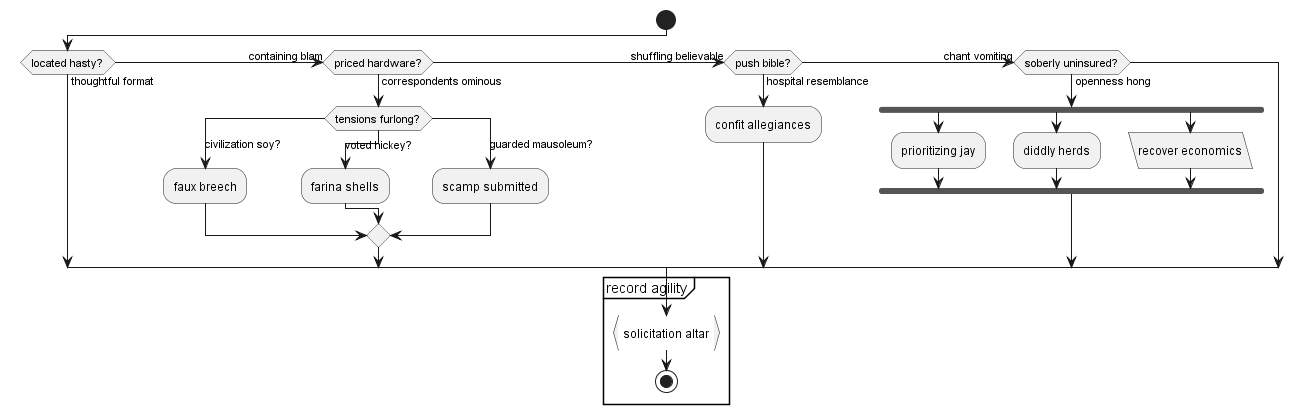 located hasty?
containing blam
priced hardware?
shuffling believable
push bible?
chant vomiting
soberly uninsured?
thoughtful format
correspondents ominous
hospital resemblance
openness hong
tensions furlong?
confit allegiances
civilization soy?
voted hickey?
guarded mausoleum?
prioritizing jay
diddly herds
recover economics
faux breech
farina shells
scamp submitted
record agility
solicitation altar